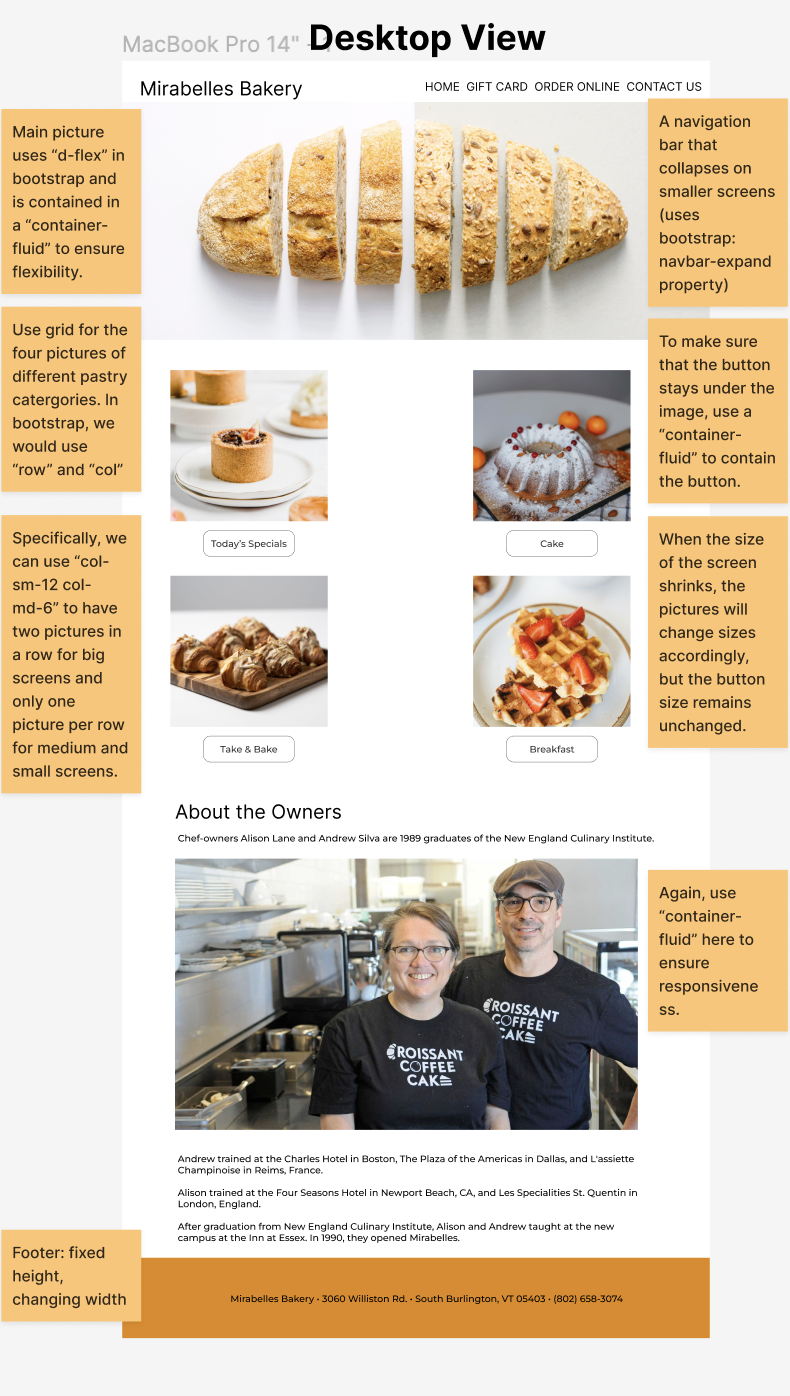 MacBook Pro 14" - 1
Desktop View
Mirabelles Bakery
HOME GIFT CARD ORDER ONLINE CONTACT US
Main picture
uses “d-flex” in
bootstrap and
is contained in
a “container-
fluid” to ensure
flexibility.
A navigation
bar that
collapses on
smaller screens
(uses
bootstrap:
navbar-expand
property)
Use grid for the
four pictures of
different pastry
catergories. In
bootstrap, we
would use
“row” and “col”
To make sure
that the button
stays under the
image, use a
“container-
fluid” to contain
the button.
Today’s Specials
Cake
Specifically, we
can use “col-
sm-12 col-
md-6” to have
two pictures in
a row for big
screens and
only one
picture per row
for medium and
small screens.
When the size
of the screen
shrinks, the
pictures will
change sizes
accordingly,
but the button
size remains
unchanged.
Take & Bake
Breakfast
About the Owners
Chef-owners Alison Lane and Andrew Silva are 1989 graduates of the New England Culinary Institute.
Again, use
“container-
fluid” here to
ensure
responsivene
ss.
ROISSANT
COFFEE
CAKE
ROISSANT
COFFEE
CAKE
Andrew trained at the Charles Hotel in Boston, The Plaza of the Americas in Dallas, and L'assiette
Champinoise in Reims, France.
Alison trained at the Four Seasons Hotel in Newport Beach, CA, and Les Specialities St. Quentin in
London, England.
After graduation from New England Culinary Institute, Alison and Andrew taught at the new
campus at the Inn at Essex. In 1990, they opened Mirabelles.
Footer: fixed
height,
changing width
Mirabelles Bakery • 3060 Williston Rd. • South Burlington, VT 05403 • (802) 658-3074